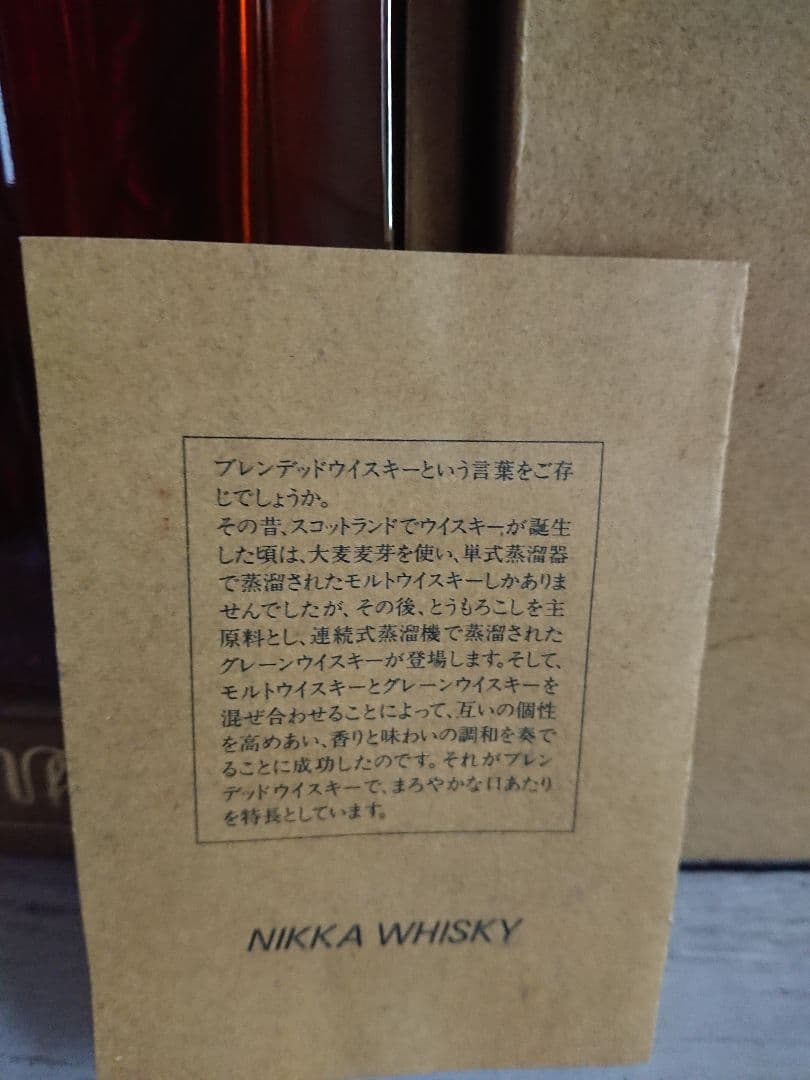 ブレンデッドウイスキーという言葉をご存
じでしょうか。
その昔、スコットランドでウイスキーが誕生
した頃は、大麦麦芽を使い、単式蒸溜器
で蒸溜されたモルトウイスキーしかありま
せんでしたが、その後、とうもろこしを主
原料とし、連続式蒸溜機で蒸溜された
グレーンウイスキーが登場します。そして、
モルトウイスキーとグレーンウイスキーを
混ぜ合わせることによって、互いの個性
を高めあい、香りと味わいの調和を奏で
ることに成功したのです。それがブレン
デッドウイスキーで、まろやかな口あたり
を特長としています。
NIKKA WHISKY